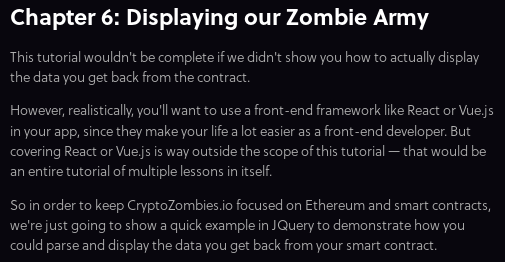 Chapter 6: Displaying our Zombie Army
This tutorial wouldn't be complete if we didn't show you how to actually display
the data you get back from the contract.
However, realistically, you'll want to use a front-end framework like React or Vue.js
in your app, since they make your life a lot easier as a front-end developer. But
covering React or Vue.js is way outside the scope of this tutorial — that would be
an entire tutorial of multiple lessons in itself.
So in order to keep CryptoZombies.io focused on Ethereum and smart contracts,
we're just going to show a quick example in JQuery to demonstrate how you
could parse and display the data you get back from your smart contract.